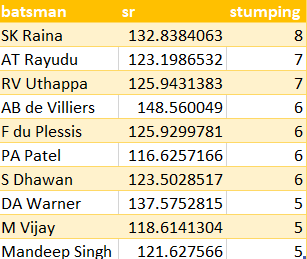 batsman sr stumping
SK Raina 132.8384063 8
AT Rayudu 123.1986532 7
RV Uthappa 125.9431383 7
AB de Villiers 148.560049 6
F du Plessis 125.9299781 6
PA Patel 116.6257166 6
S Dhawan 123.5028517 6
DA Warner 137.5752815 5
M Vijay 118.6141304 5
Mandeep Singh 121.627566 5